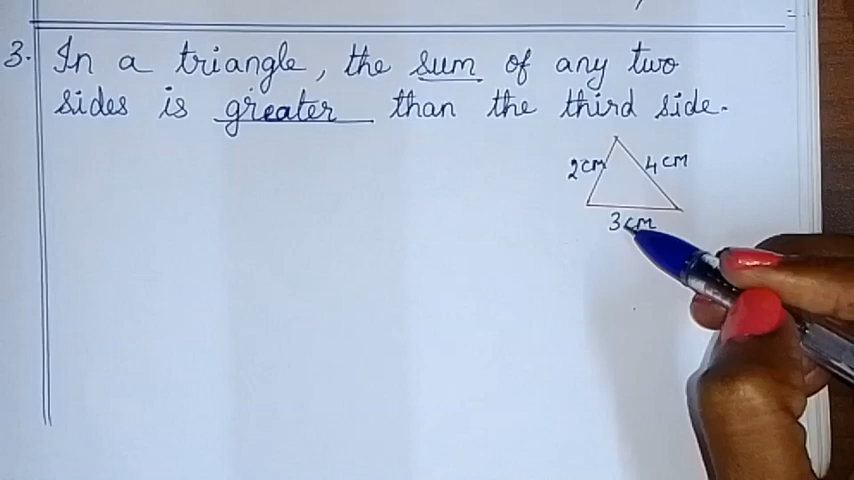 3. In a triangle, the sum of any two
sides is greater than the third side.
2cm 4cm
3cm